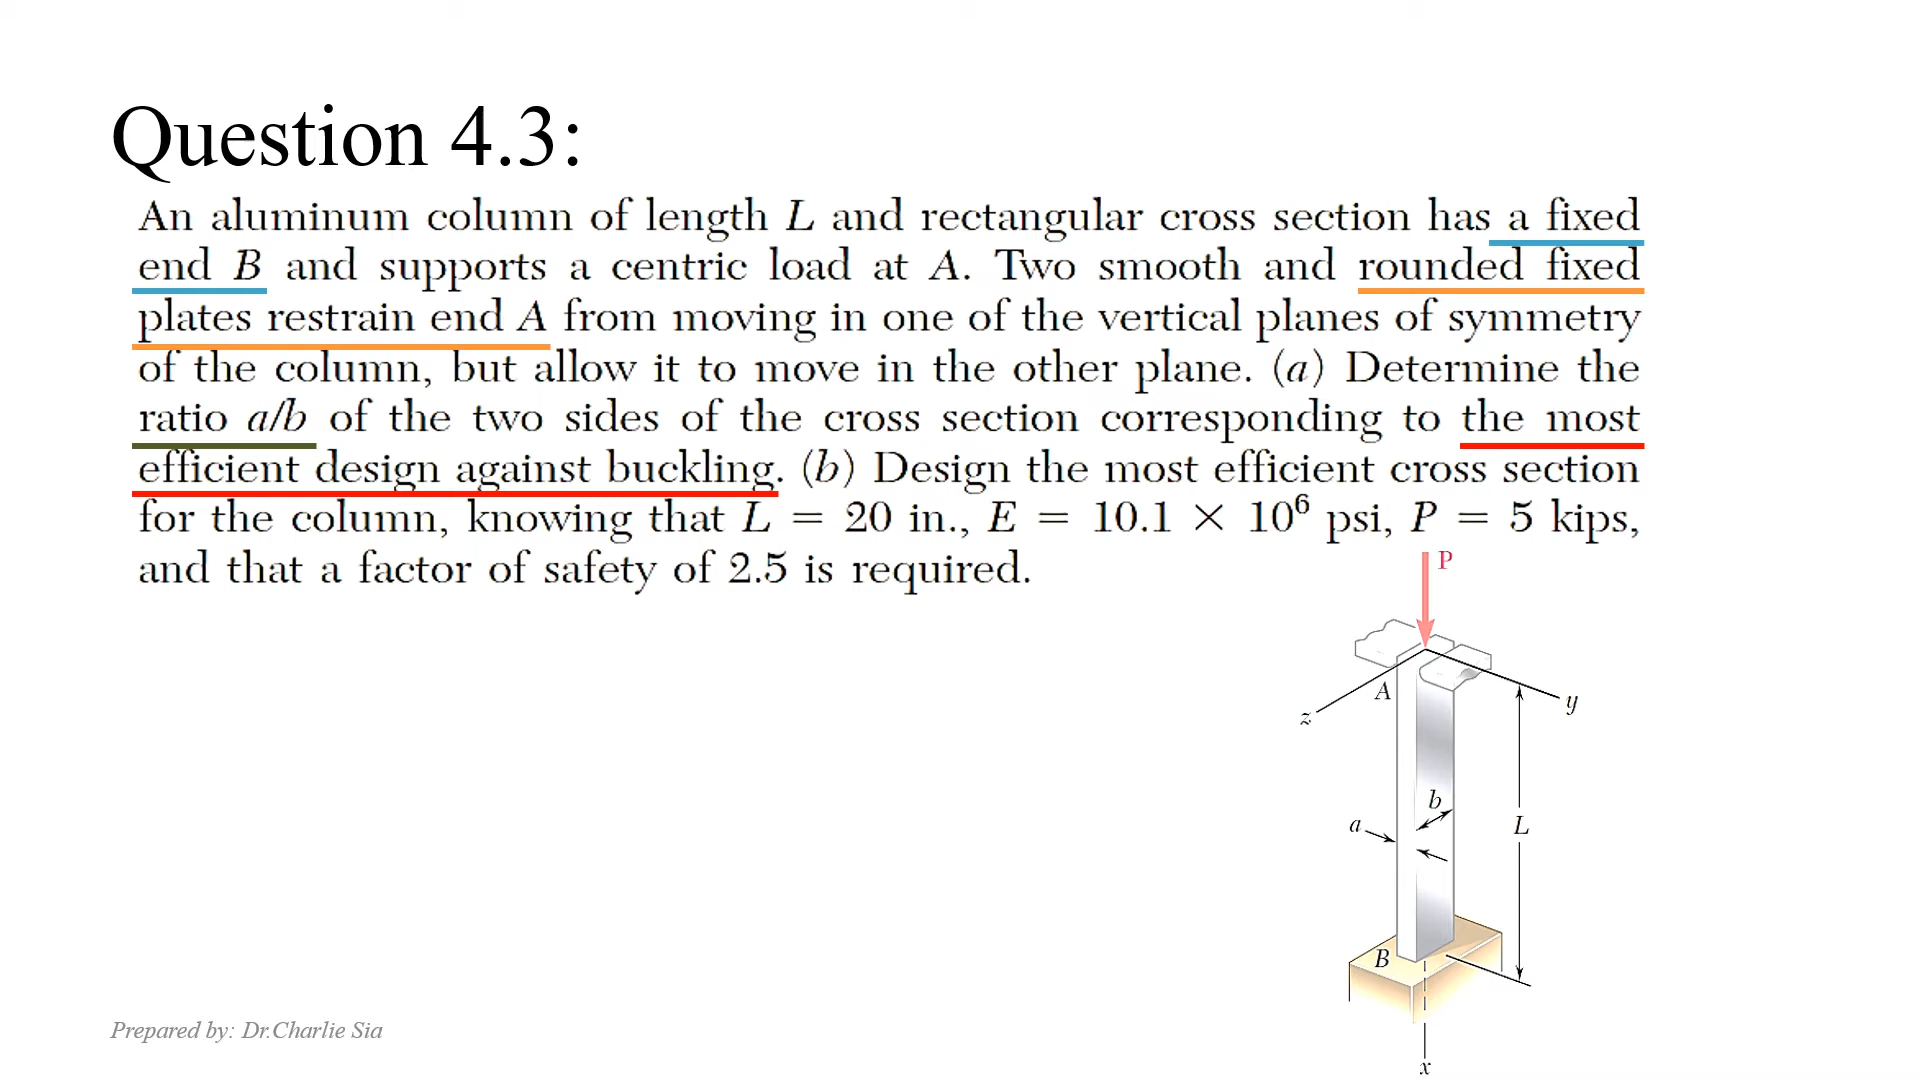 Question 4.3:
An aluminum column of length L and rectangular cross section has a fixed
end B and supports a centric load at A. Two smooth and rounded fixed
plates restrain end A from moving in one of the vertical planes of symmetry
of the column, but allow it to move in the other plane. (a) Determine the
ratio a/b of the two sides of the cross section corresponding to the most
efficient design against buckling. (b) Design the most efficient cross section
for the column, knowing that L = 20 in., E = 10.1 × 10⁶ psi, P = 5 kips,
and that a factor of safety of 2.5 is required.
P
A
z
y
b
a
L
B
x
Prepared by: Dr.Charlie Sia